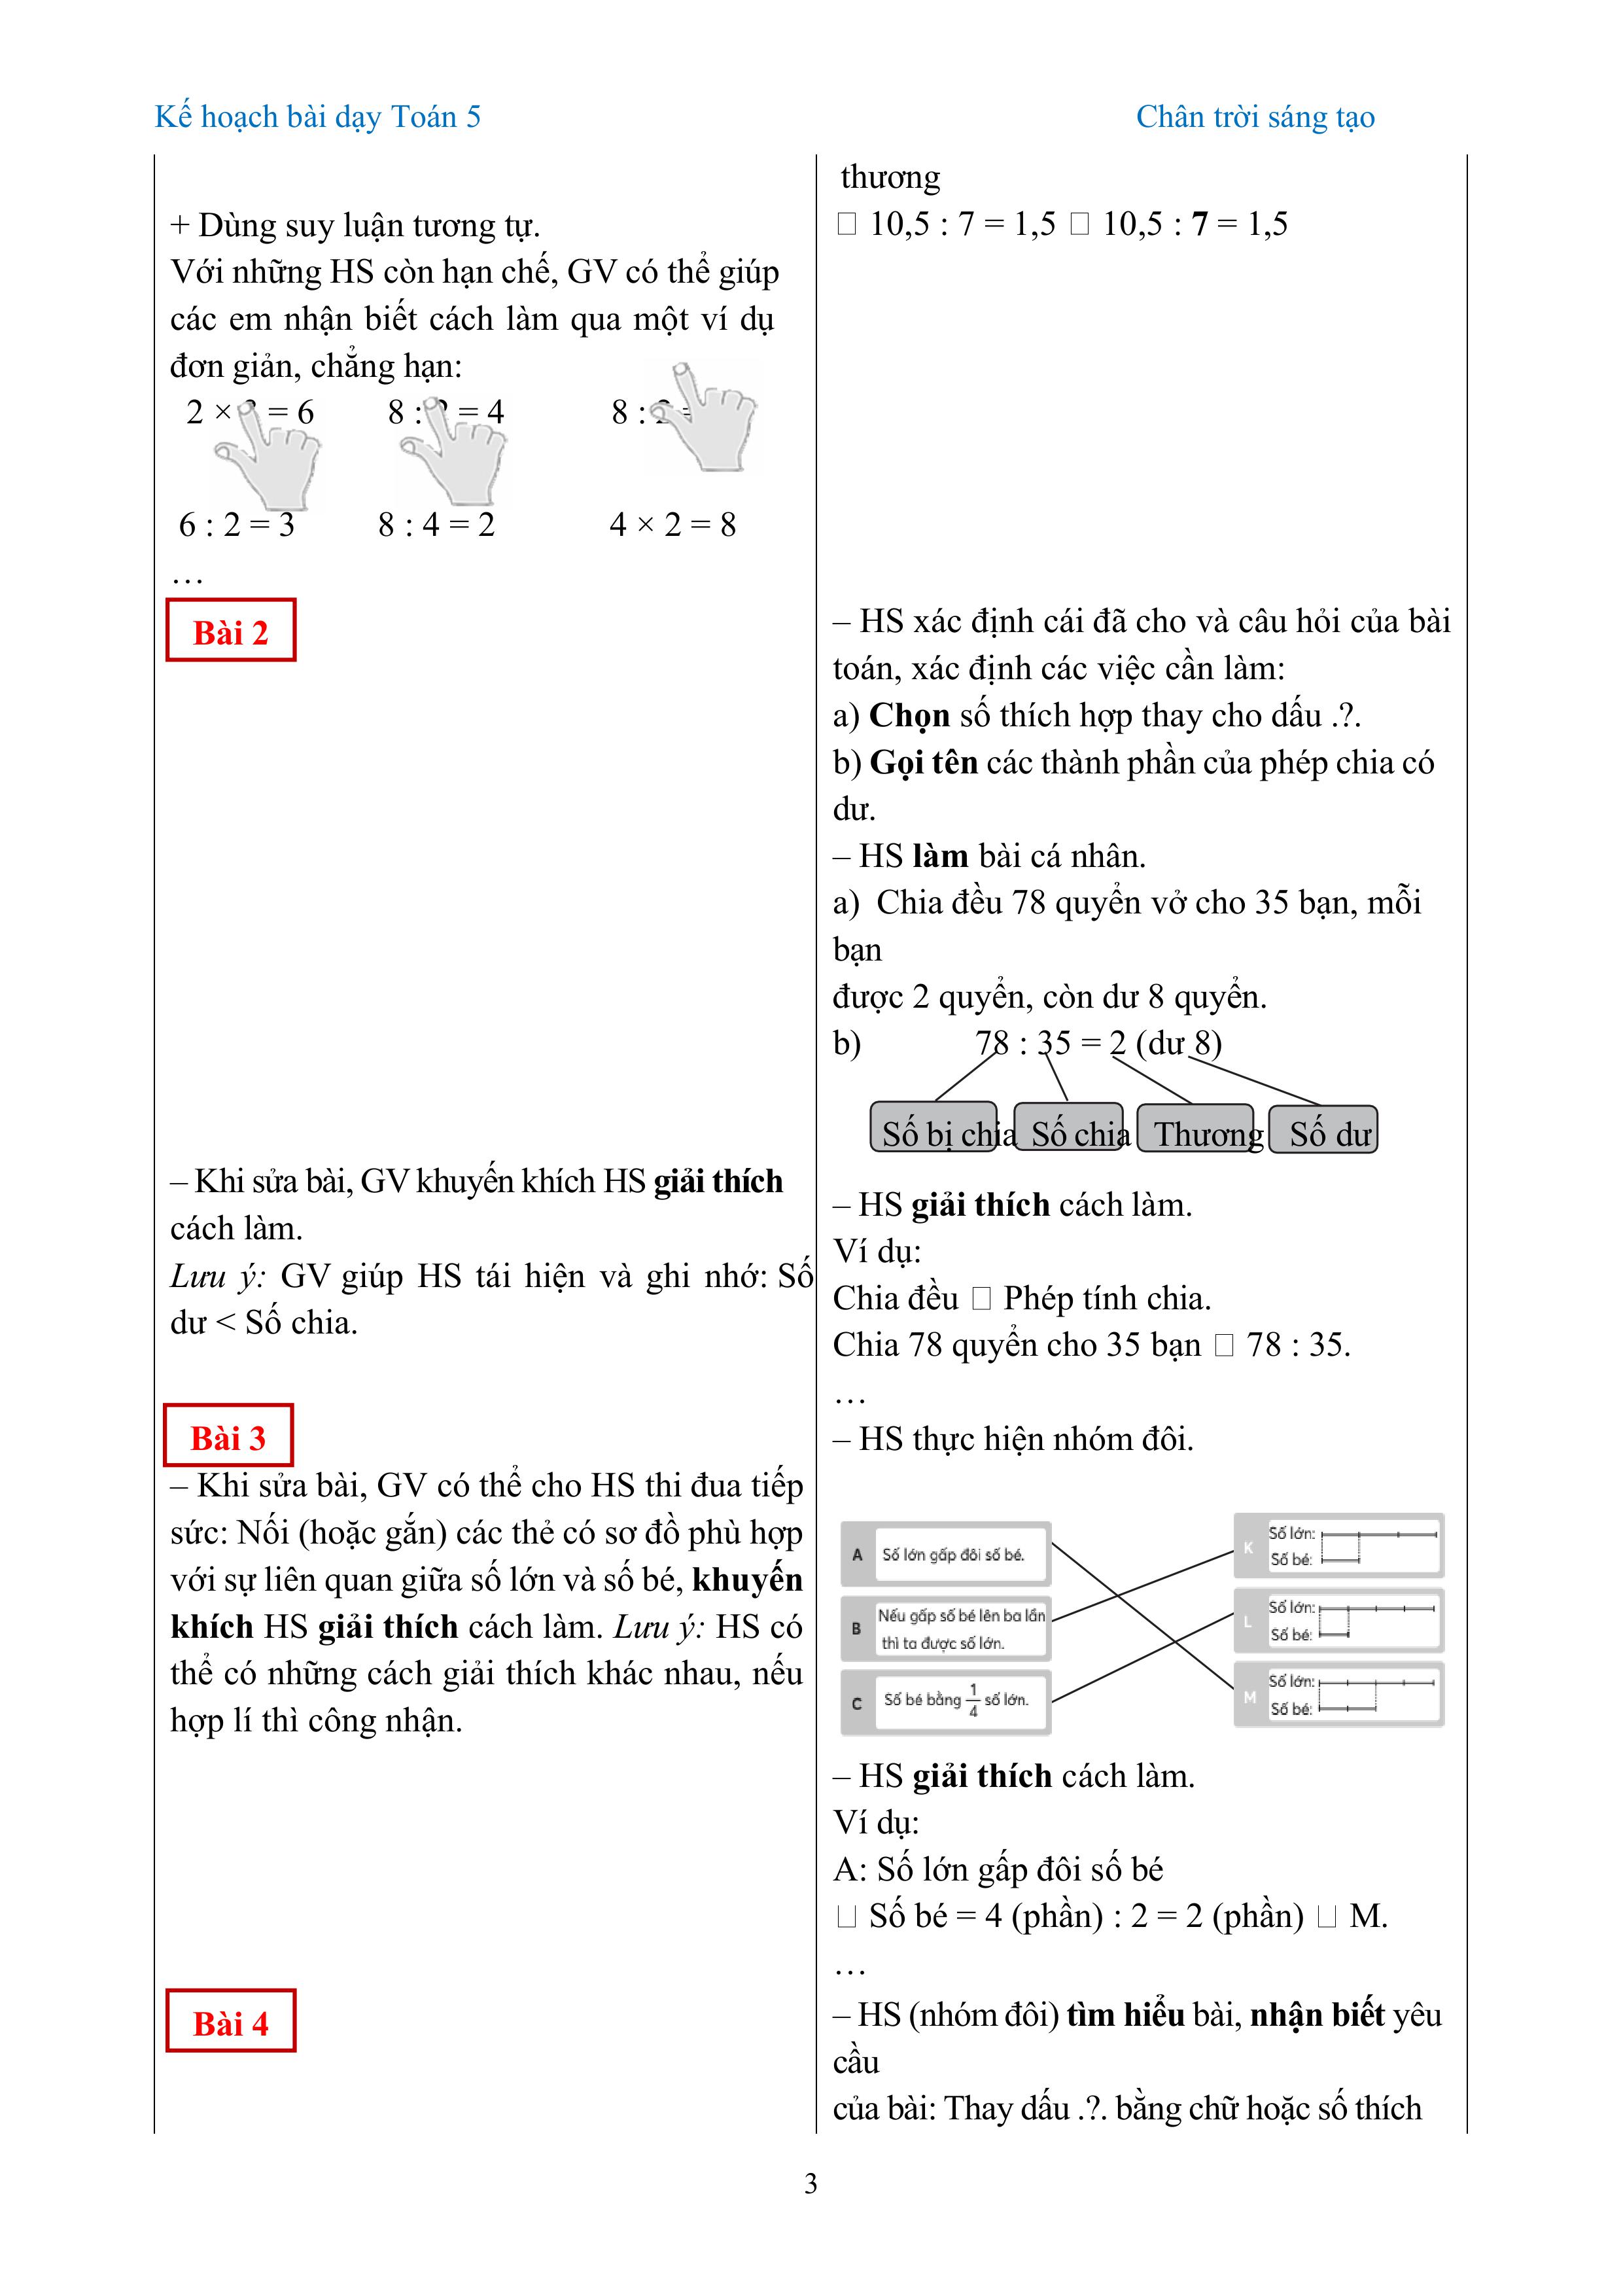 Kế hoạch bài dạy Toán 5
Chân trời sáng tạo
+ Dùng suy luận tương tự.
Với những HS còn hạn chế, GV có thể giúp
các em nhận biết cách làm qua một ví dụ
đơn giản, chẳng hạn:
2 × = 6 8 : = 4 8 :
6 : 2 = 3 8 : 4 = 2 4 × 2 = 8
…
Bài 2
– Khi sửa bài, GV khuyến khích HS giải thích
cách làm.
Lưu ý: GV giúp HS tái hiện và ghi nhớ: Số
dư < Số chia.
Bài 3
– Khi sửa bài, GV có thể cho HS thi đua tiếp
sức: Nối (hoặc gắn) các thẻ có sơ đồ phù hợp
với sự liên quan giữa số lớn và số bé, khuyến
khích HS giải thích cách làm. Lưu ý: HS có
thể có những cách giải thích khác nhau, nếu
hợp lí thì công nhận.
Bài 4
thương
□ 10,5 : 7 = 1,5 □ 10,5 : 7 = 1,5
– HS xác định cái đã cho và câu hỏi của bài
toán, xác định các việc cần làm:
a) Chọn số thích hợp thay cho dấu .?.
b) Gọi tên các thành phần của phép chia có
dư.
– HS làm bài cá nhân.
a) Chia đều 78 quyển vở cho 35 bạn, mỗi
bạn
được 2 quyển, còn dư 8 quyển.
b) 78 : 35 = 2 (dư 8)
Số bị chia Số chia Thương Số dư
– HS giải thích cách làm.
Ví dụ:
Chia đều □ Phép tính chia.
Chia 78 quyển cho 35 bạn □ 78 : 35.
…
– HS thực hiện nhóm đôi.
A Số lớn gấp đôi số bé.
B Nếu gấp số bé lên ba lần
thì ta được số lớn.
C Số bé bằng 1/4 số lớn.
K Số lớn:
Số bé:
L Số lớn:
Số bé:
M Số lớn:
Số bé:
– HS giải thích cách làm.
Ví dụ:
A: Số lớn gấp đôi số bé
□ Số bé = 4 (phần) : 2 = 2 (phần) □ M.
…
– HS (nhóm đôi) tìm hiểu bài, nhận biết yêu
cầu
của bài: Thay dấu .?. bằng chữ hoặc số thích
3